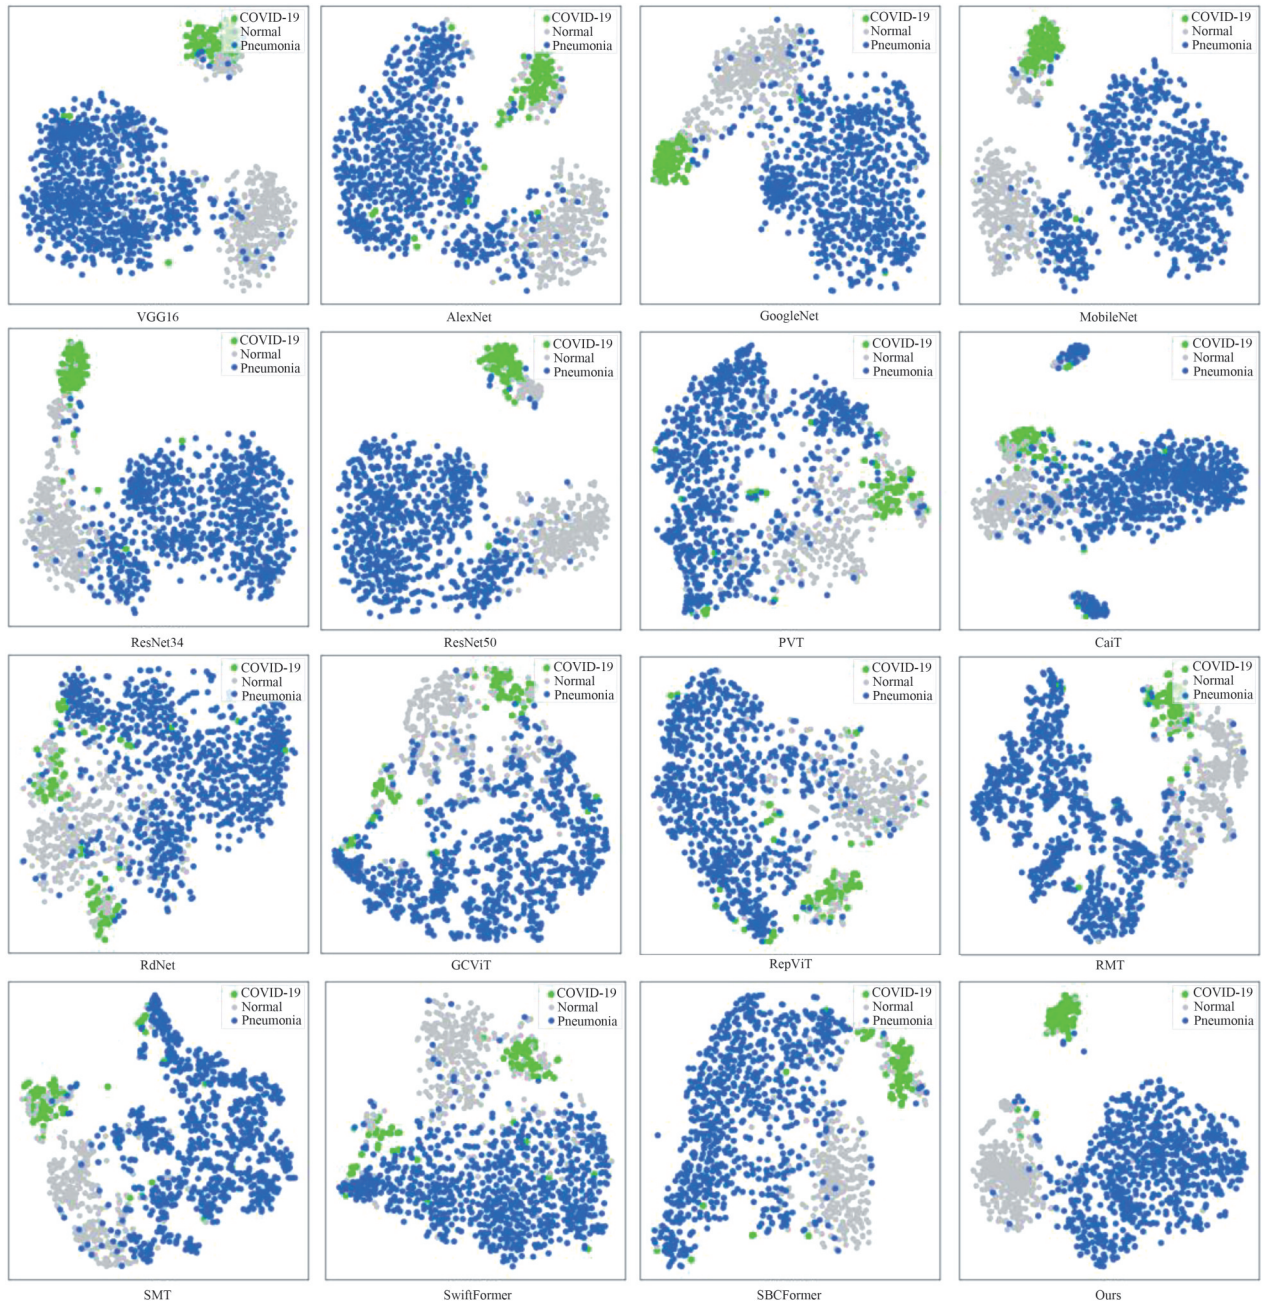 COVID-19
Normal
Pneumonia
VGG16
COVID-19
Normal
Pneumonia
AlexNet
COVID-19
Normal
Pneumonia
GoogleNet
COVID-19
Normal
Pneumonia
MobileNet
COVID-19
Normal
Pneumonia
ResNet34
COVID-19
Normal
Pneumonia
ResNet50
COVID-19
Normal
Pneumonia
PVT
COVID-19
Normal
Pneumonia
CaiT
COVID-19
Normal
Pneumonia
RdNet
COVID-19
Normal
Pneumonia
GCViT
COVID-19
Normal
Pneumonia
RepViT
COVID-19
Normal
Pneumonia
RMT
COVID-19
Normal
Pneumonia
SMT
COVID-19
Normal
Pneumonia
SwiftFormer
COVID-19
Normal
Pneumonia
SBCFormer
COVID-19
Normal
Pneumonia
Ours